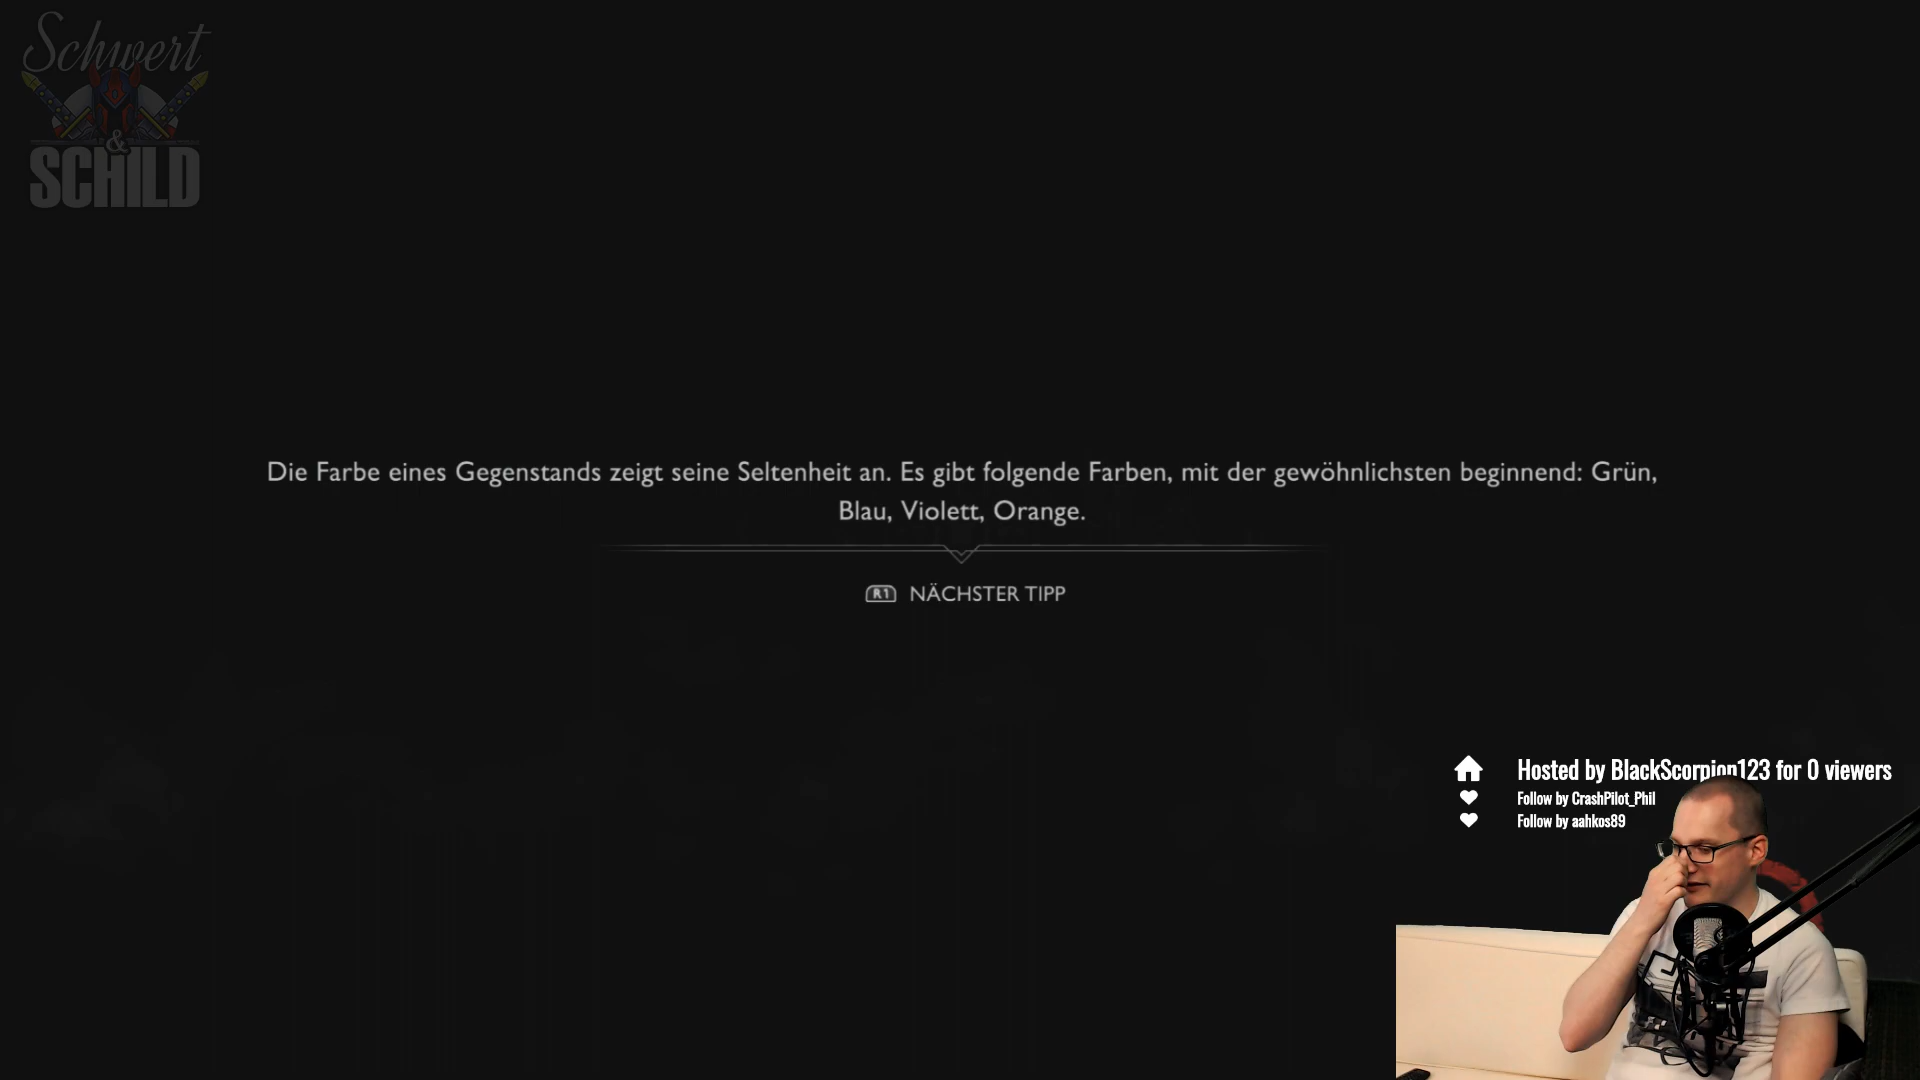 Schwert
&
SCHILD
Die Farbe eines Gegenstands zeigt seine Seltenheit an. Es gibt folgende Farben, mit der gewöhnlichsten beginnend: Grün,
Blau, Violett, Orange.
R1 NÄCHSTER TIPP
Hosted by BlackScorpion123 for 0 viewers
Follow by CrashPilot_Phil
Follow by aahkos89